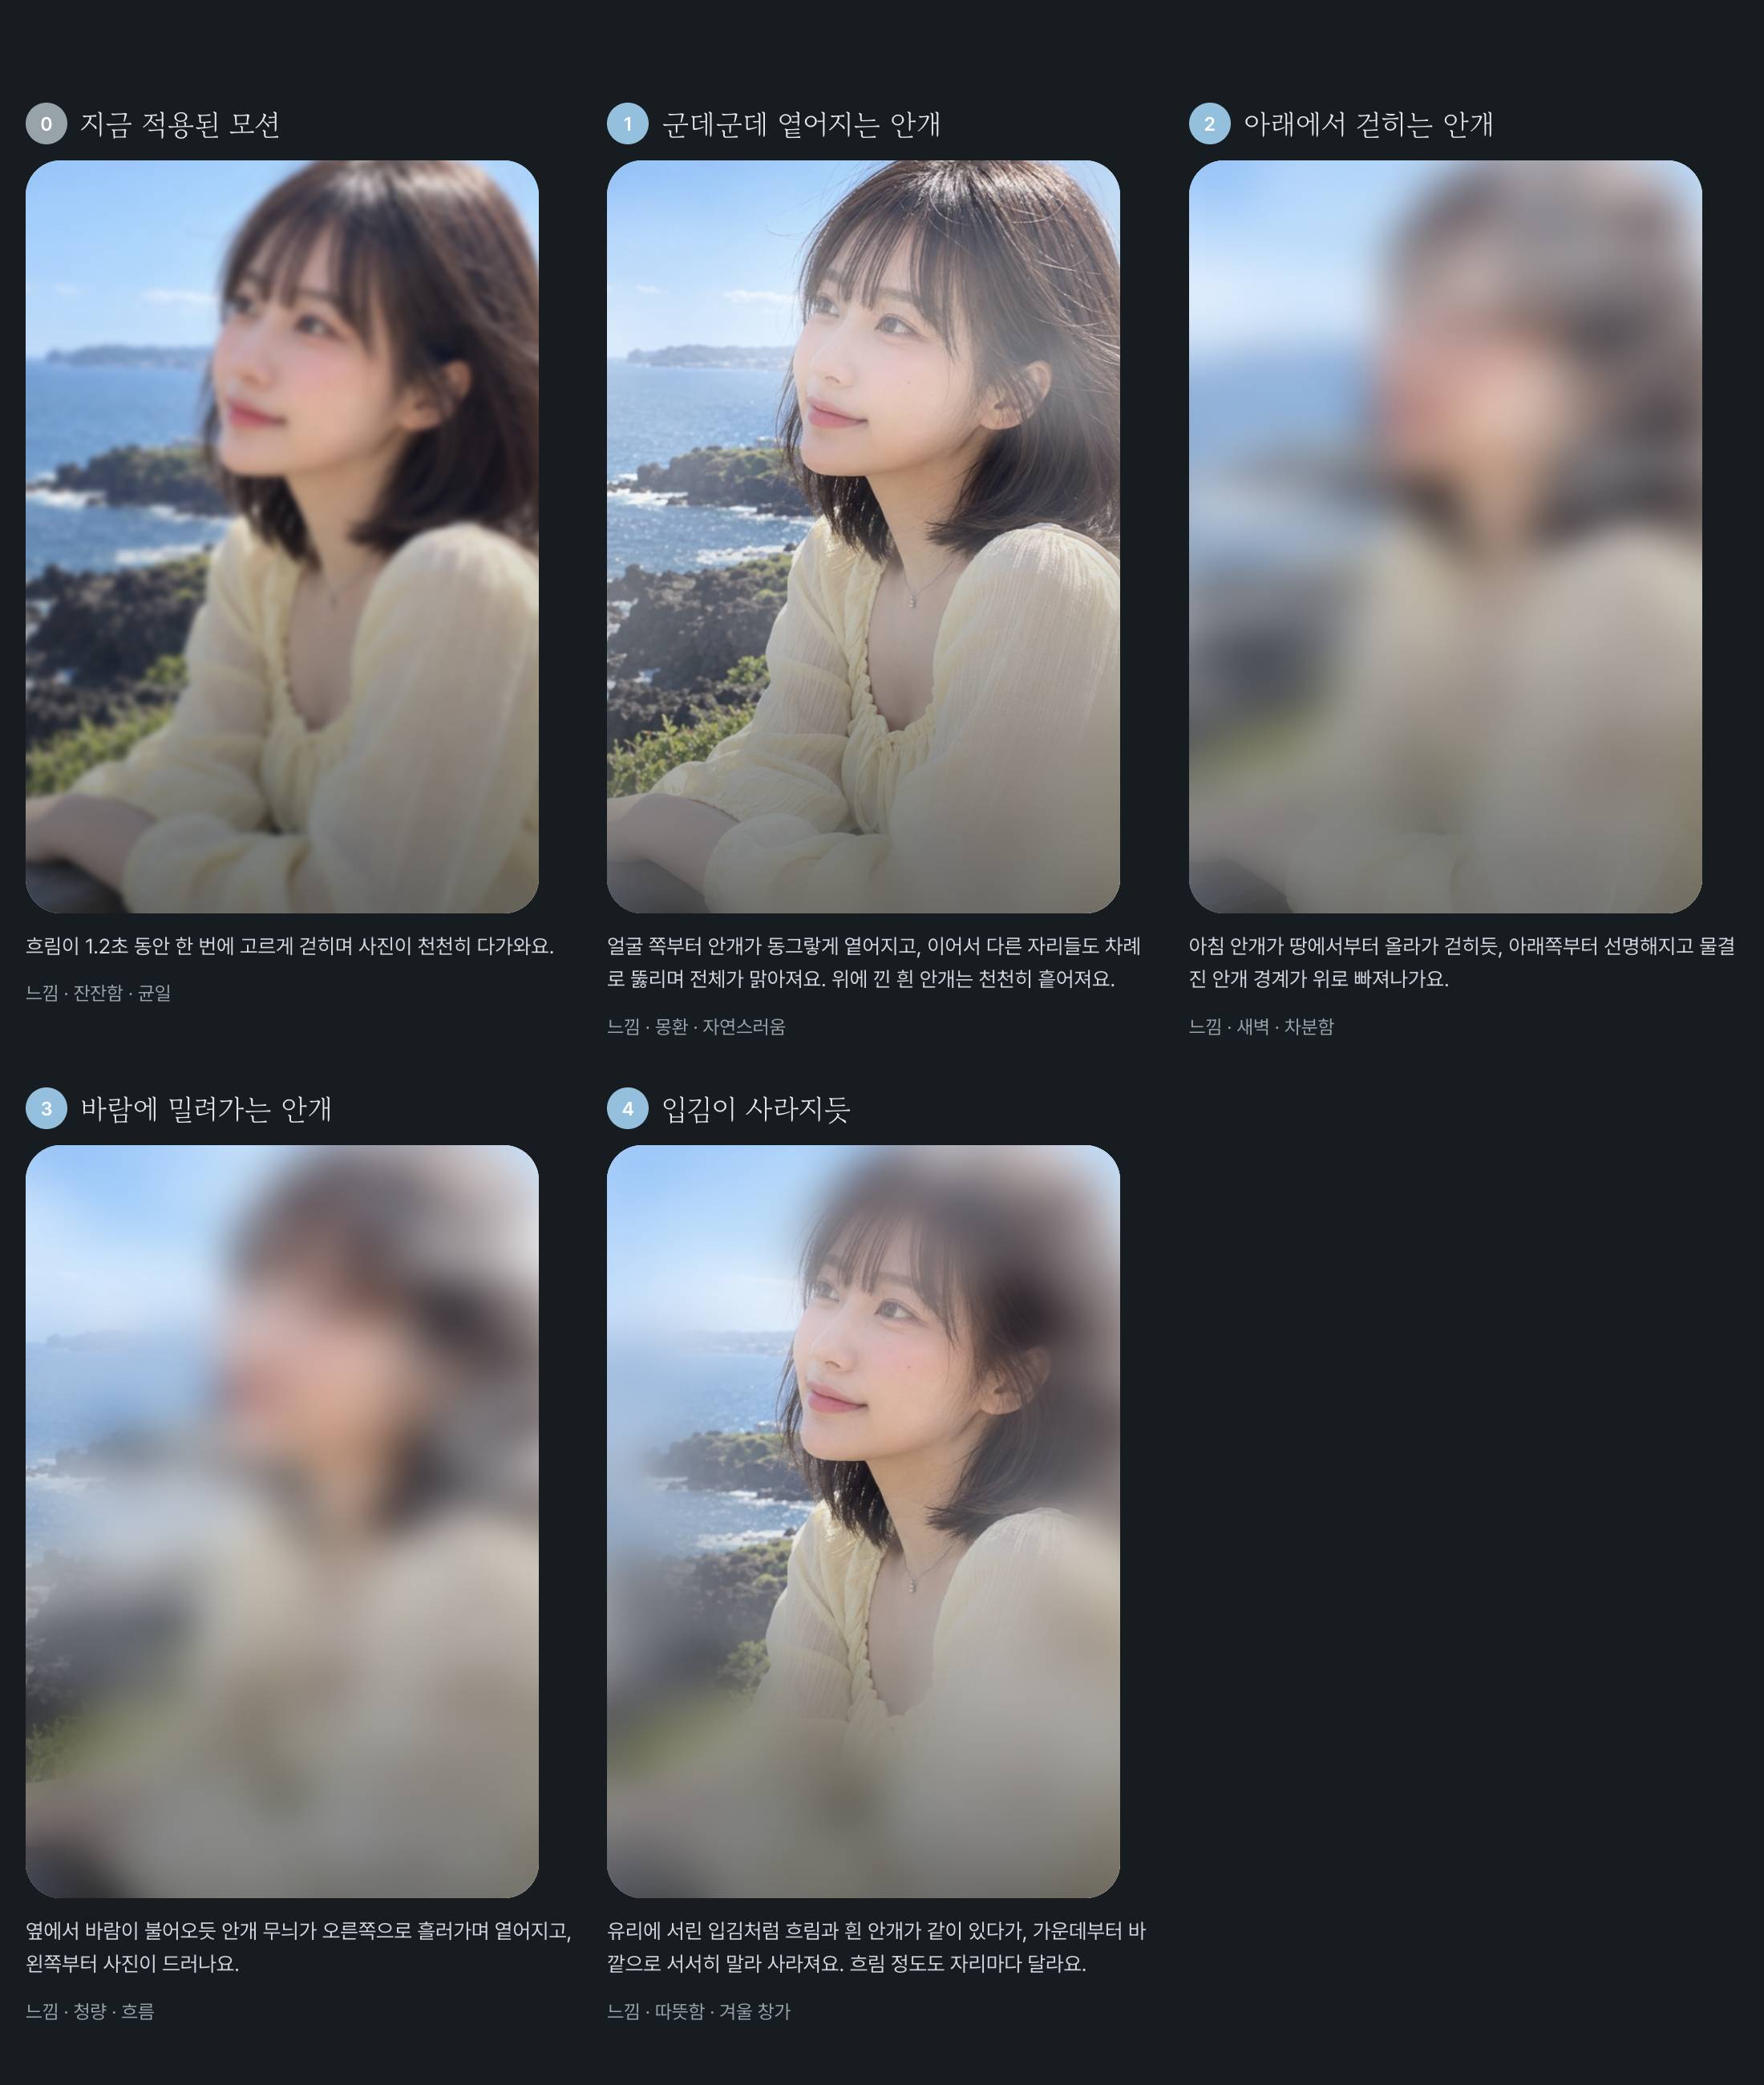 0 지금 적용된 모션
흐림이 1.2초 동안 한 번에 고르게 걷히며 사진이 천천히 다가와요.
느낌 · 잔잔함 · 균일
1 군데군데 옅어지는 안개
얼굴 쪽부터 안개가 동그랗게 옅어지고, 이어서 다른 자리들도 차례
로 뚫리며 전체가 맑아져요. 위에 낀 흰 안개는 천천히 흩어져요.
느낌 · 몽환 · 자연스러움
2 아래에서 걷히는 안개
아침 안개가 땅에서부터 올라가 걷히듯, 아래쪽부터 선명해지고 물결
진 안개 경계가 위로 빠져나가요.
느낌 · 새벽 · 차분함
3 바람에 밀려가는 안개
옆에서 바람이 불어오듯 안개 무늬가 오른쪽으로 흘러가며 옅어지고,
왼쪽부터 사진이 드러나요.
느낌 · 청량 · 흐름
4 입김이 사라지듯
유리에 서린 입김처럼 흐림과 흰 안개가 같이 있다가, 가운데부터 바
깥으로 서서히 말라 사라져요. 흐림 정도도 자리마다 달라요.
느낌 · 따뜻함 · 겨울 창가